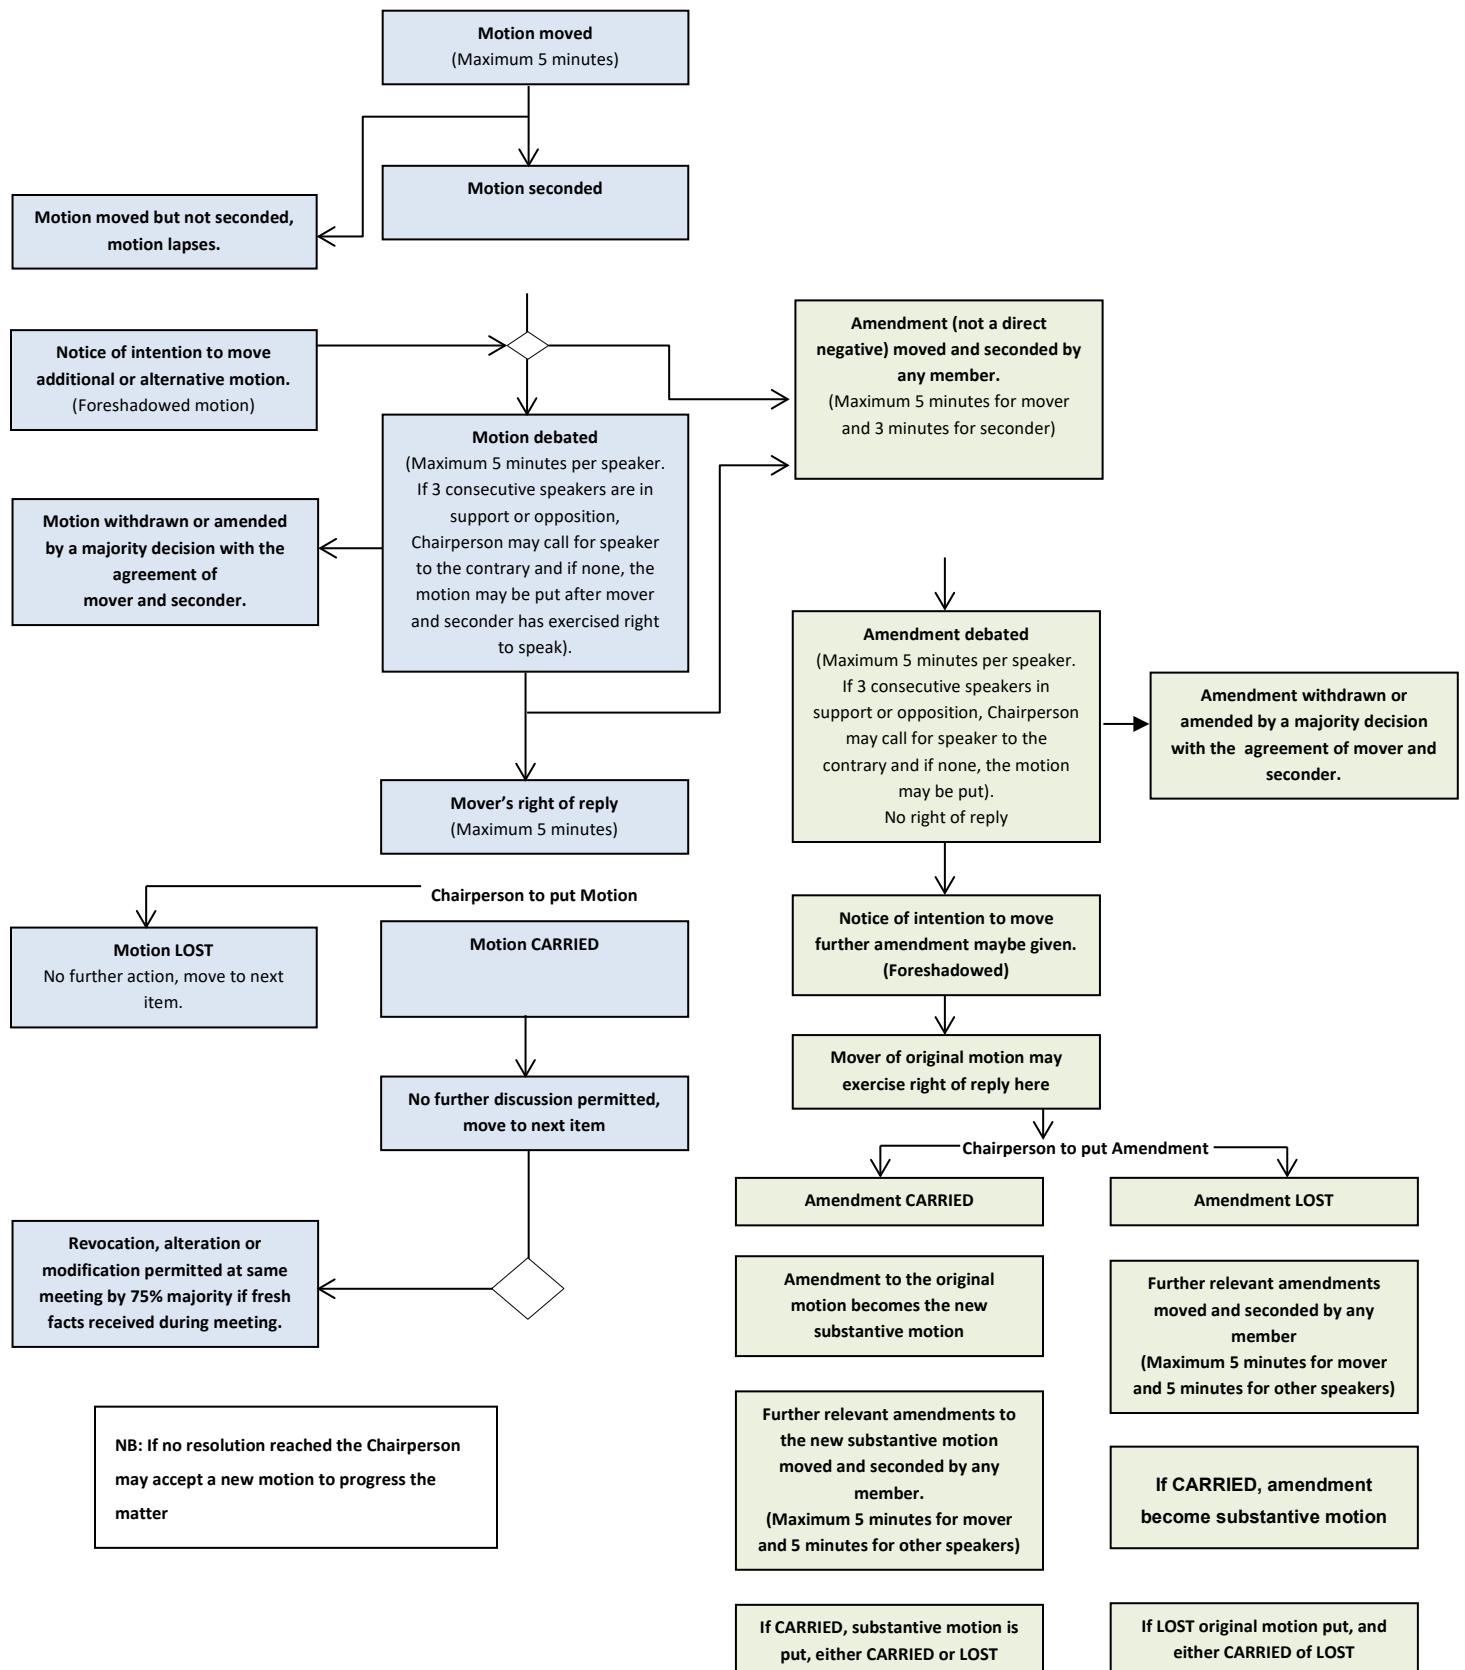 Motion moved
(Maximum 5 minutes)
Motion seconded
Motion moved but not seconded,
motion lapses.
Notice of intention to move
additional or alternative motion.
(Foreshadowed motion)
Amendment (not a direct
negative) moved and seconded by
any member.
(Maximum 5 minutes for mover
and 3 minutes for seconder)
Motion debated
(Maximum 5 minutes per speaker.
If 3 consecutive speakers are in
support or opposition,
Chairperson may call for speaker
to the contrary and if none, the
motion may be put after mover
and seconder has exercised right
to speak).
Motion withdrawn or amended
by a majority decision with the
agreement of
mover and seconder.
Amendment debated
(Maximum 5 minutes per speaker.
If 3 consecutive speakers in
support or opposition, Chairperson
may call for speaker to the
contrary and if none, the motion
may be put).
No right of reply
Amendment withdrawn or
amended by a majority decision
with the agreement of mover and
seconder.
Mover's right of reply
(Maximum 5 minutes)
Chairperson to put Motion
Motion LOST
No further action, move to next
item.
Motion CARRIED
Notice of intention to move
further amendment maybe given.
(Foreshadowed)
Mover of original motion may
exercise right of reply here
No further discussion permitted,
move to next item
Chairperson to put Amendment
Amendment CARRIED
Amendment LOST
Revocation, alteration or
modification permitted at same
meeting by 75% majority if fresh
facts received during meeting.
Amendment to the original
motion becomes the new
substantive motion
Further relevant amendments
moved and seconded by any
member
(Maximum 5 minutes for mover
and 5 minutes for other speakers)
NB: If no resolution reached the Chairperson
may accept a new motion to progress the
matter
Further relevant amendments to
the new substantive motion
moved and seconded by any
member.
(Maximum 5 minutes for mover
and 5 minutes for other speakers)
If CARRIED, amendment
become substantive motion
If CARRIED, substantive motion is
put, either CARRIED or LOST
If LOST original motion put, and
either CARRIED of LOST